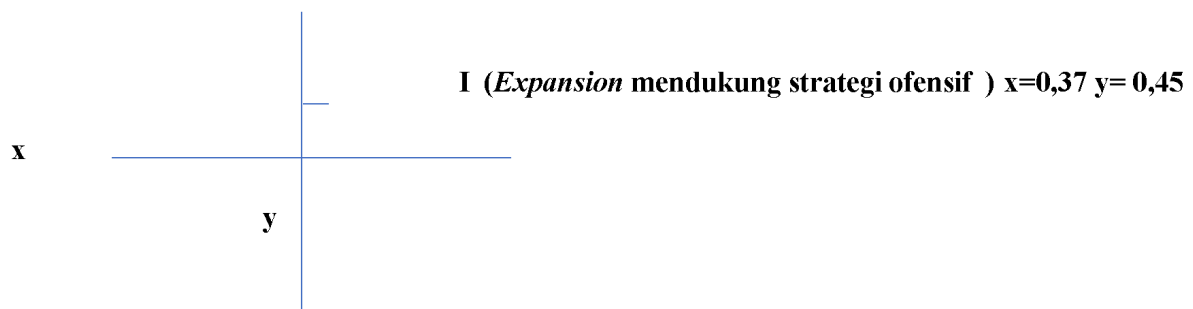 I (Expansion mendukung strategi ofensif ) x=0,37 y= 0,45
x
y